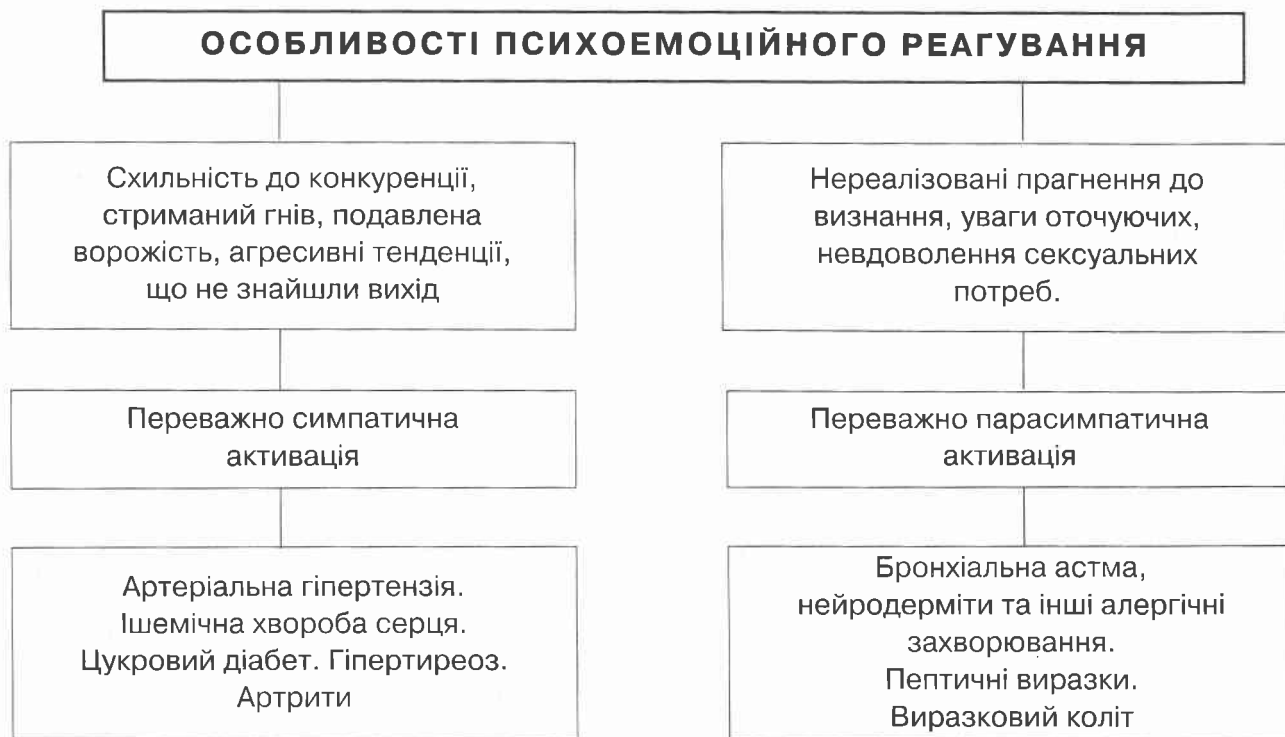 ОСОБЛИВОСТІ ПСИХОЕМОЦІЙНОГО РЕАГУВАННЯ
Схильність до конкуренції,
стриманий гнів, подавлена
ворожість, агресивні тенденції,
що не знайшли вихід
Переважно симпатична
активація
Артеріальна гіпертензія.
Ішемічна хвороба серця.
Цукровий діабет. Гіпертиреоз.
Артрити
Нереалізовані прагнення до
визнання, уваги оточуючих,
невдоволення сексуальних
потреб.
Переважно парасимпатична
активація
Бронхіальна астма,
нейродерміти та інші алергічні
захворювання.
Пептичні виразки.
Виразковий коліт